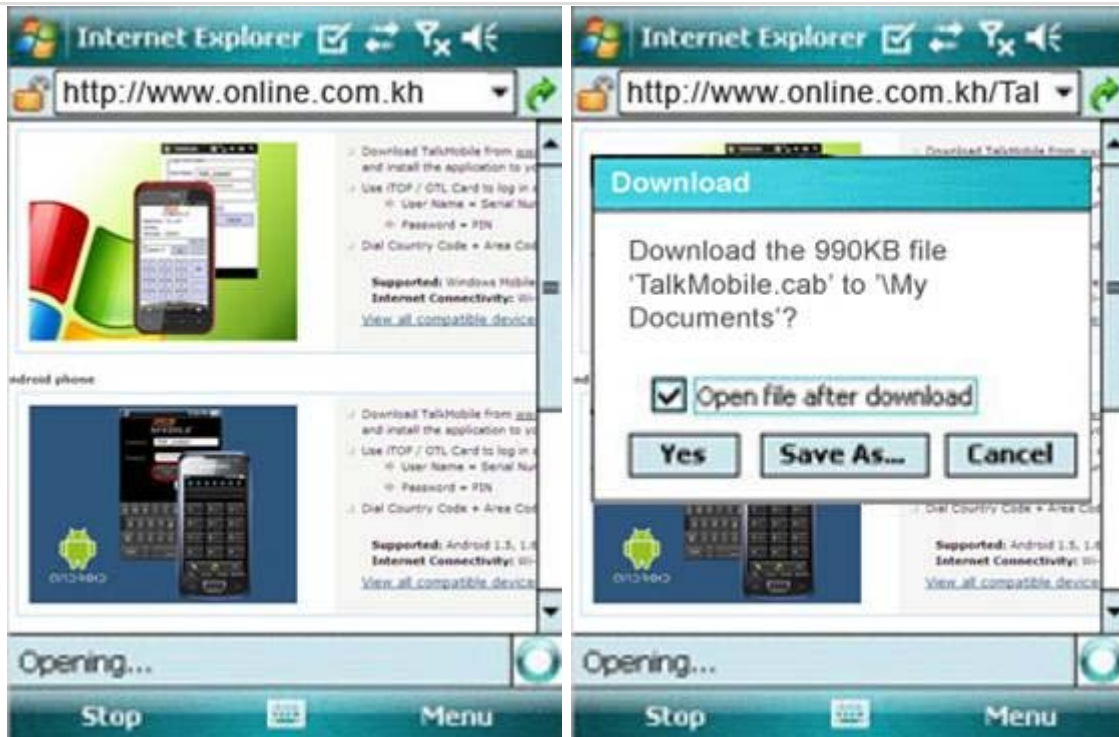 Internet Explorer
http://www.online.com.kh
Download TalkMobile from
and install the application to
Use iTOP / OTL Card to log in
User Name = Serial
Password = PIN
Dial Country Code + Area
Supported: Windows Mobile
Internet Connectivity:
View all compatible device
ndroid phone
Download TalkMobile from
and install the application to
Use iTOP / OTL Card to log in
User Name = Serial
Password = PIN
Dial Country Code + Area
Supported: Android 1.5,
Internet Connectivity:
View all compatible device
Opening...
Stop Menu
Internet Explorer
http://www.online.com.kh/Tal
Download
Download the 990KB file
'TalkMobile.cab' to '\My
Documents'?
Open file after download
Yes Save As... Cancel
Dial Country Code + Area
Supported: Android 1.5,
Internet Connectivity:
View all compatible device
Opening...
Stop Menu